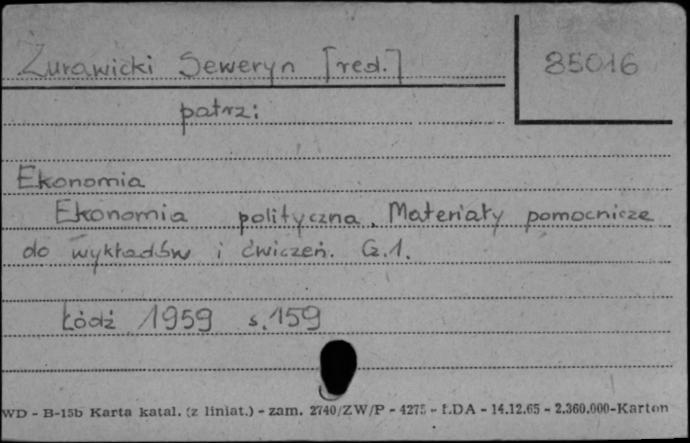 Żurawicki Seweryn [red.]
85016
patrz:
Ekonomia
Ekonomia polityczna. Materiały pomocnicze
do wykładów i ćwiczeń. Cz.1.
Łódź 1959 s.159
WD - B-15b Karta katal. (z liniat.) - zam. 2740/ZW/P - 4275 - ŁDA - 14.12.65 - 2.360.000-Karton